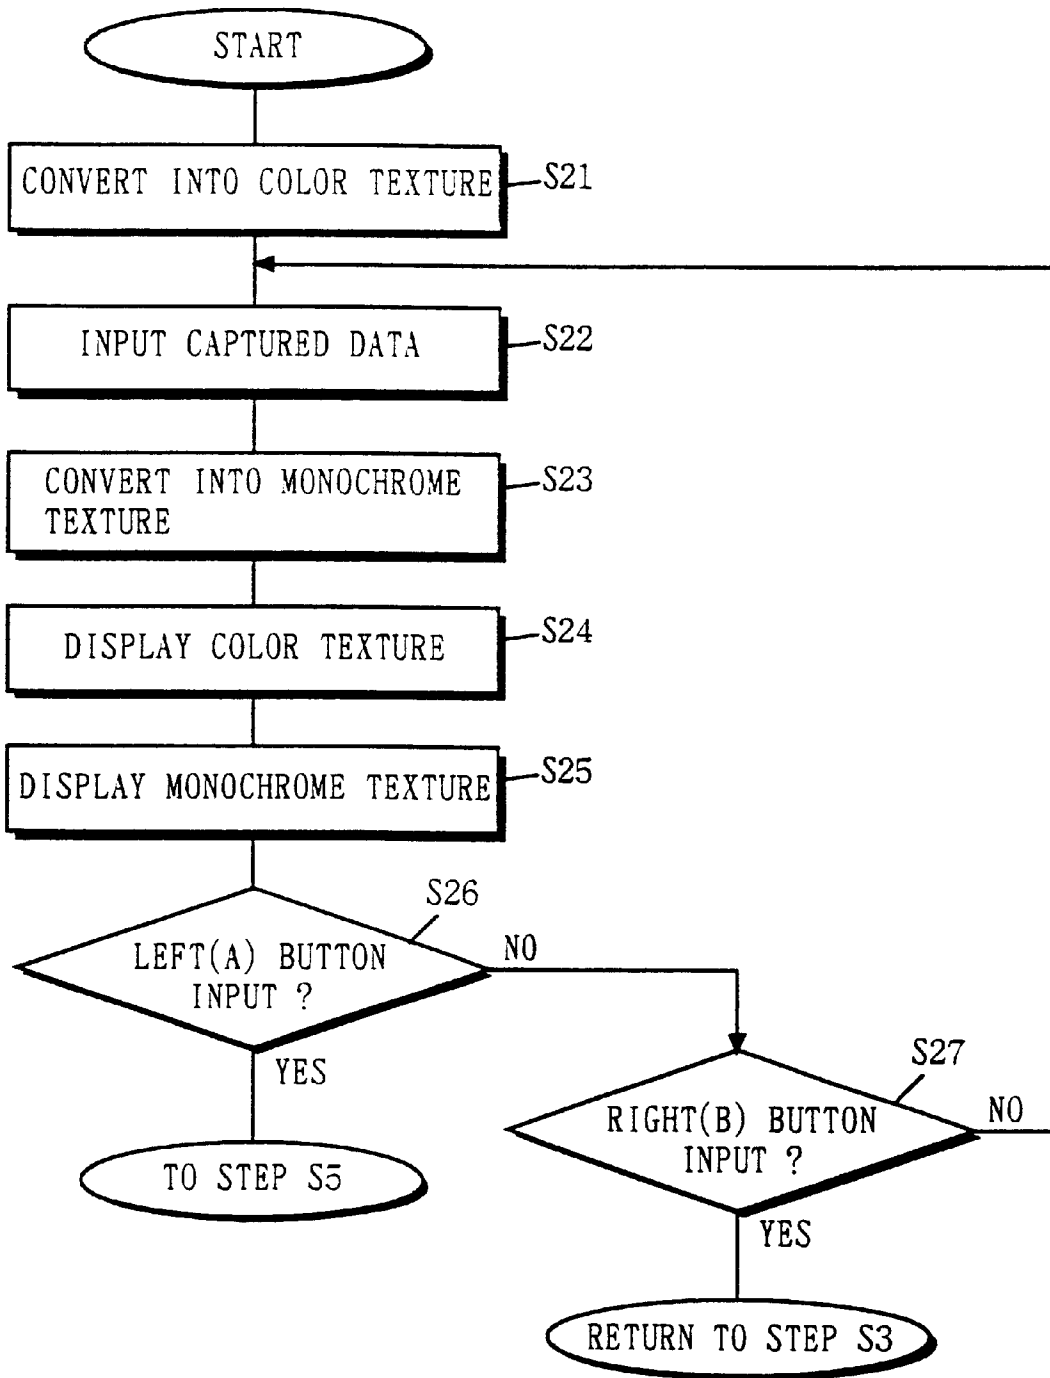 START
CONVERT INTO COLOR TEXTURE
S21
INPUT CAPTURED DATA
S22
CONVERT INTO MONOCHROME
TEXTURE
S23
DISPLAY COLOR TEXTURE
S24
DISPLAY MONOCHROME TEXTURE
S25
S26
LEFT(A) BUTTON
INPUT ?
NO
YES
TO STEP S5
S27
RIGHT(B) BUTTON
INPUT ?
NO
YES
RETURN TO STEP S3